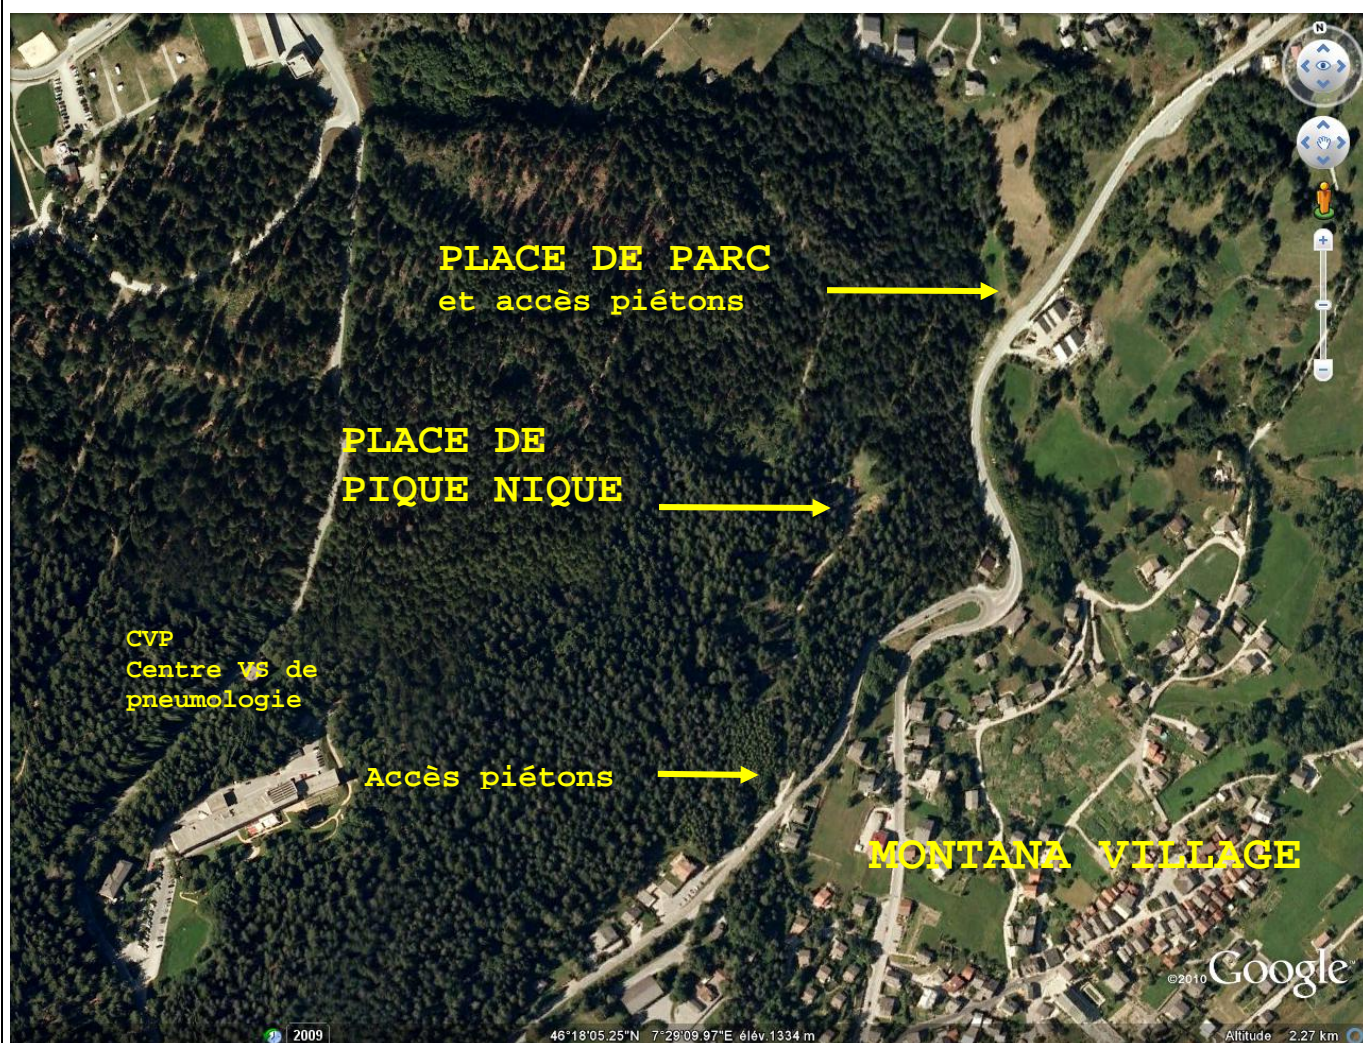 N
PLACE DE PARC
et accès piétons
PLACE DE
PIQUE NIQUE
CVP
Centre VS de
pneumologie
Accès piétons
MONTANA VILLAGE
©2010 Google™
2009
46°18'05.25"N 7°29'09.97"E élév.1334 m
Altitude 2.27 km